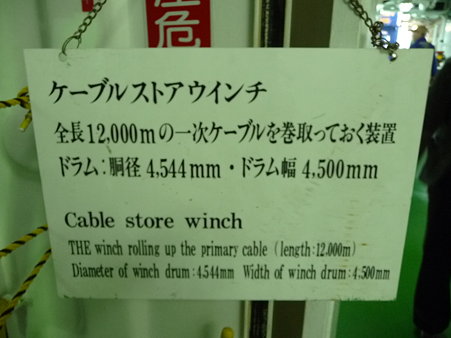 危
ケーブルストアウインチ
全長12,000mの一次ケーブルを巻取っておく装置
ドラム:胴径 4,544mm・ドラム幅 4,500mm
Cable store winch
THE winch rolling up the primary cable (length:12,000m)
Diameter of winch drum:4,544mm Width of winch drum:4,500mm